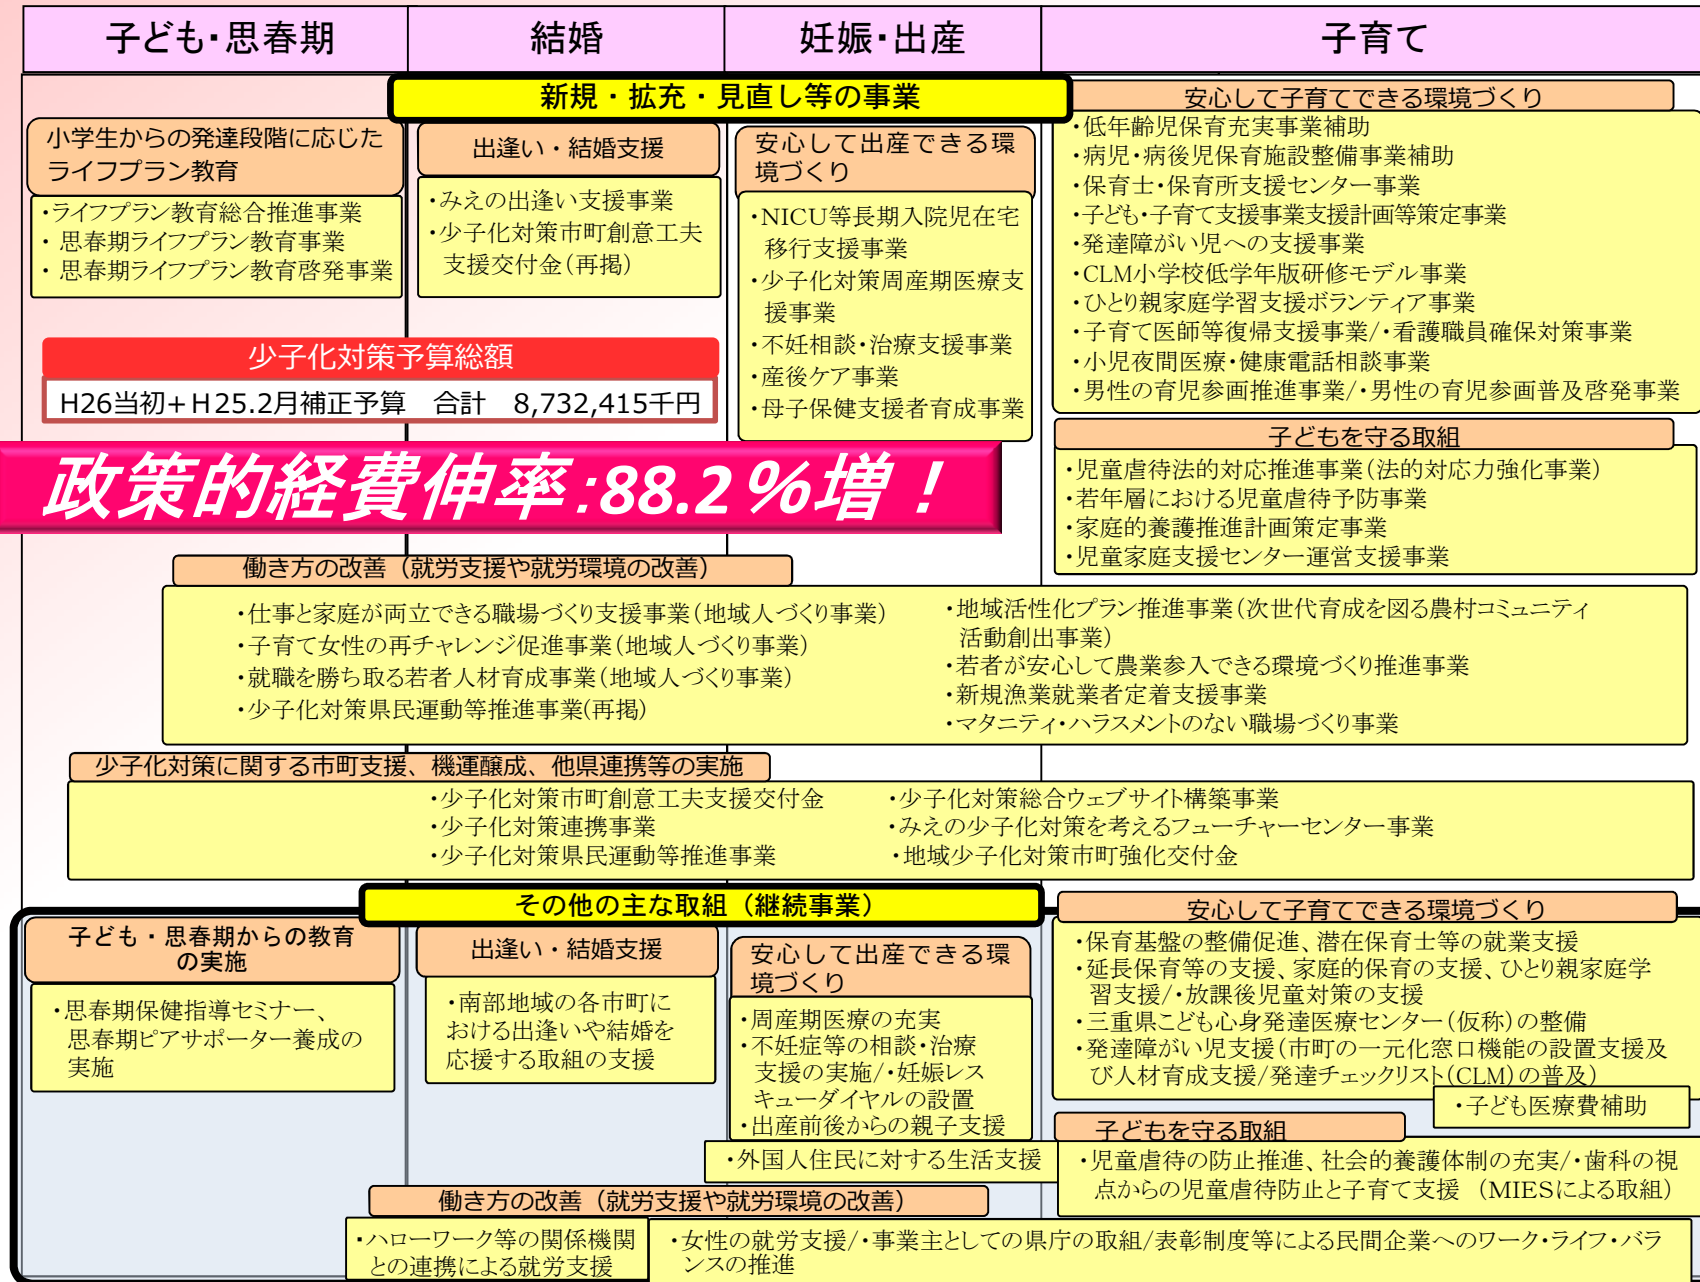 子ども・思春期
結婚
妊娠・出産
子育て
新規・拡充・見直し等の事業
小学生からの発達段階に応じた
ライフプラン教育
・ライフプラン教育総合推進事業
・ 思春期ライフプラン教育事業
・ 思春期ライフプラン教育啓発事業
出逢い・結婚支援
・みえの出逢い支援事業
・少子化対策市町創意工夫
支援交付金(再掲)
安心して出産できる環
境づくり
・NICU等長期入院児在宅
移行支援事業
・少子化対策周産期医療支
援事業
・不妊相談・治療支援事業
・産後ケア事業
・母子保健支援者育成事業
安心して子育てできる環境づくり
・低年齢児保育充実事業補助
・病児・病後児保育施設整備事業補助
・保育士・保育所支援センター事業
・子ども・子育て支援事業支援計画等策定事業
・発達障がい児への支援事業
・CLM小学校低学年版研修モデル事業
・ひとり親家庭学習支援ボランティア事業
・子育て医師等復帰支援事業/・看護職員確保対策事業
・小児夜間医療・健康電話相談事業
・男性の育児参画推進事業/・男性の育児参画普及啓発事業
少子化対策予算総額
H26当初+H25.2月補正予算 合計 8,732,415千円
政策的経費伸率:88.2%増!
子どもを守る取組
・児童虐待法的対応推進事業(法的対応力強化事業)
・若年層における児童虐待予防事業
・家庭的養護推進計画策定事業
・児童家庭支援センター運営支援事業
働き方の改善(就労支援や就労環境の改善)
・仕事と家庭が両立できる職場づくり支援事業(地域人づくり事業)
・子育て女性の再チャレンジ促進事業(地域人づくり事業)
・就職を勝ち取る若者人材育成事業(地域人づくり事業)
・少子化対策県民運動等推進事業(再掲)
・地域活性化プラン推進事業(次世代育成を図る農村コミュニティ
活動創出事業)
・若者が安心して農業参入できる環境づくり推進事業
・新規漁業就業者定着支援事業
・マタニティ・ハラスメントのない職場づくり事業
少子化対策に関する市町支援、機運醸成、他県連携等の実施
・少子化対策市町創意工夫支援交付金
・少子化対策連携事業
・少子化対策県民運動等推進事業
・少子化対策総合ウェブサイト構築事業
・みえの少子化対策を考えるフューチャーセンター事業
・地域少子化対策市町強化交付金
その他の主な取組(継続事業)
子ども・思春期からの教育
の実施
・思春期保健指導セミナー、
思春期ピアサポーター養成の
実施
出逢い・結婚支援
・南部地域の各市町に
おける出逢いや結婚を
応援する取組の支援
安心して出産できる環
境づくり
・周産期医療の充実
・不妊症等の相談・治療
支援の実施/・妊娠レス
キューダイヤルの設置
・出産前後からの親子支援
・外国人住民に対する生活支援
安心して子育てできる環境づくり
・保育基盤の整備促進、潜在保育士等の就業支援
・延長保育等の支援、家庭的保育の支援、ひとり親家庭学
習支援/・放課後児童対策の支援
・三重県こども心身発達医療センター(仮称)の整備
・発達障がい児支援(市町の一元化窓口機能の設置支援及
び人材育成支援/発達チェックリスト(CLM)の普及)
・子ども医療費補助
子どもを守る取組
・児童虐待の防止推進、社会的養護体制の充実/・歯科の視
点からの児童虐待防止と子育て支援 (MIESによる取組)
働き方の改善(就労支援や就労環境の改善)
・ハローワーク等の関係機関
との連携による就労支援
・女性の就労支援/・事業主としての県庁の取組/表彰制度等による民間企業へのワーク・ライフ・バラ
ンスの推進